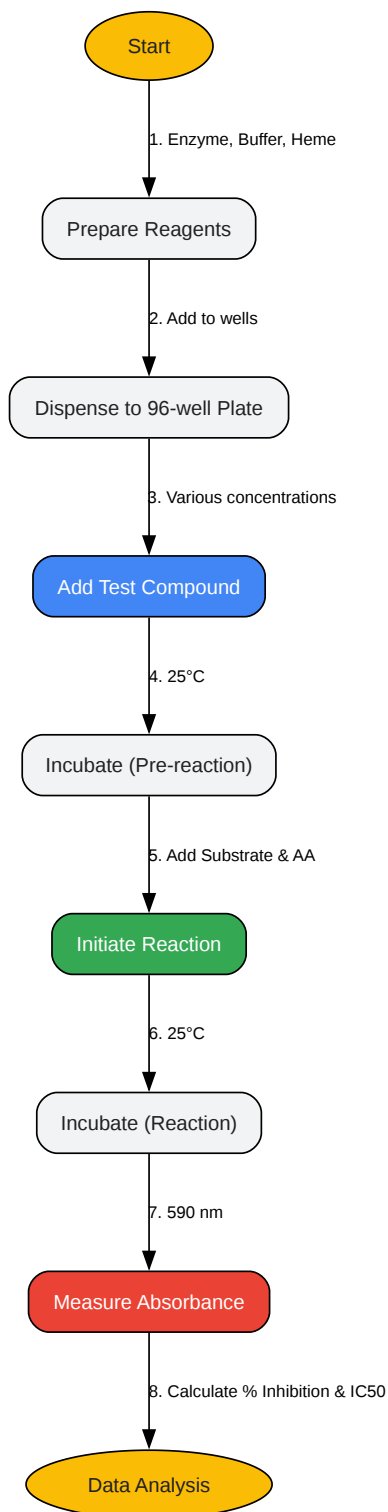 Start
1. Enzyme, Buffer, Heme
Prepare Reagents
2. Add to wells
Dispense to 96-well Plate
3. Various concentrations
Add Test Compound
4. 25°C
Incubate (Pre-reaction)
5. Add Substrate & AA
Initiate Reaction
6. 25°C
Incubate (Reaction)
7. 590 nm
Measure Absorbance
8. Calculate % Inhibition & IC50
Data Analysis